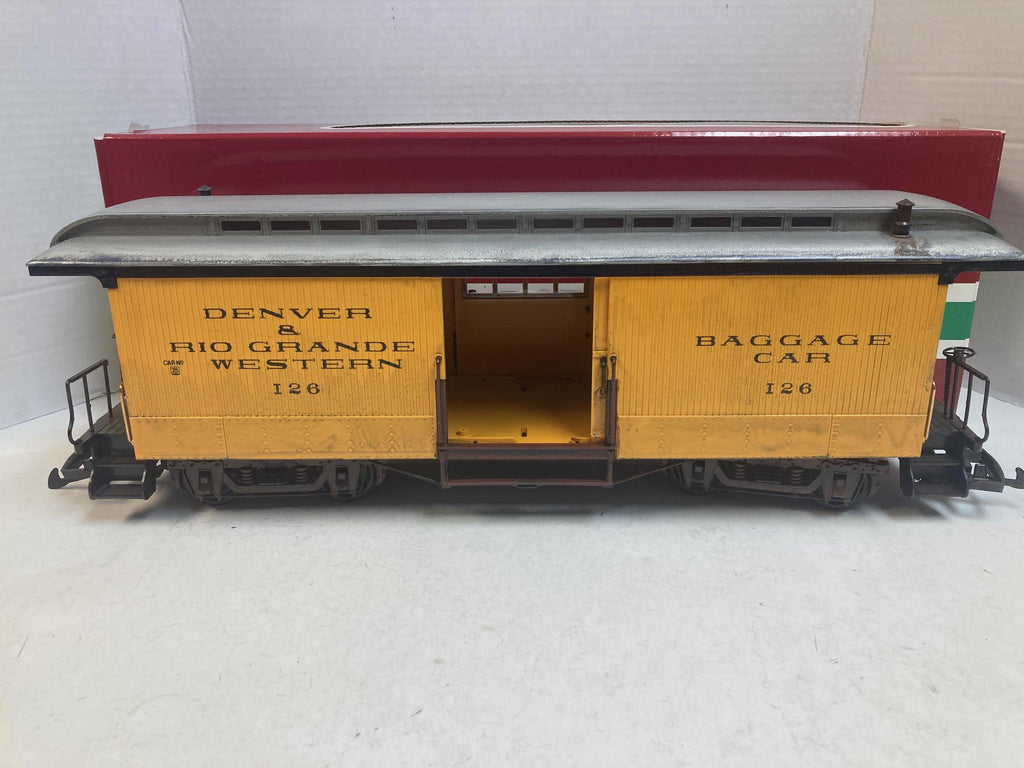 DENVER
&
RIO GRANDE
WESTERN
126
CAR Nº
BAGGAGE
CAR
126